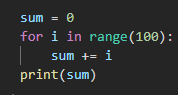 sum = 0
for i in range(100):
    sum += i
print(sum)